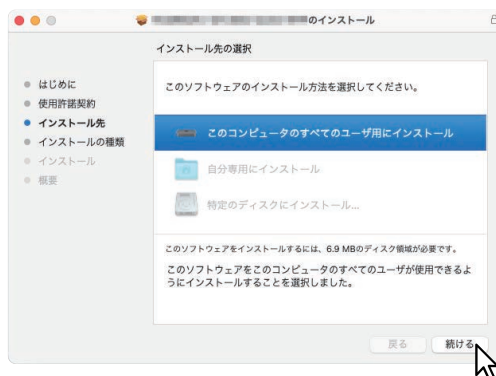 のインストール
インストール先の選択
はじめに
使用許諾契約
インストール先
インストールの種類
インストール
概要
このソフトウェアのインストール方法を選択してください。
このコンピュータのすべてのユーザ用にインストール
自分専用にインストール
特定のディスクにインストール...
このソフトウェアをインストールするには、6.9 MBのディスク領域が必要です。
このソフトウェアをこのコンピュータのすべてのユーザが使用できるよ
うにインストールすることを選択しました。
戻る
続ける